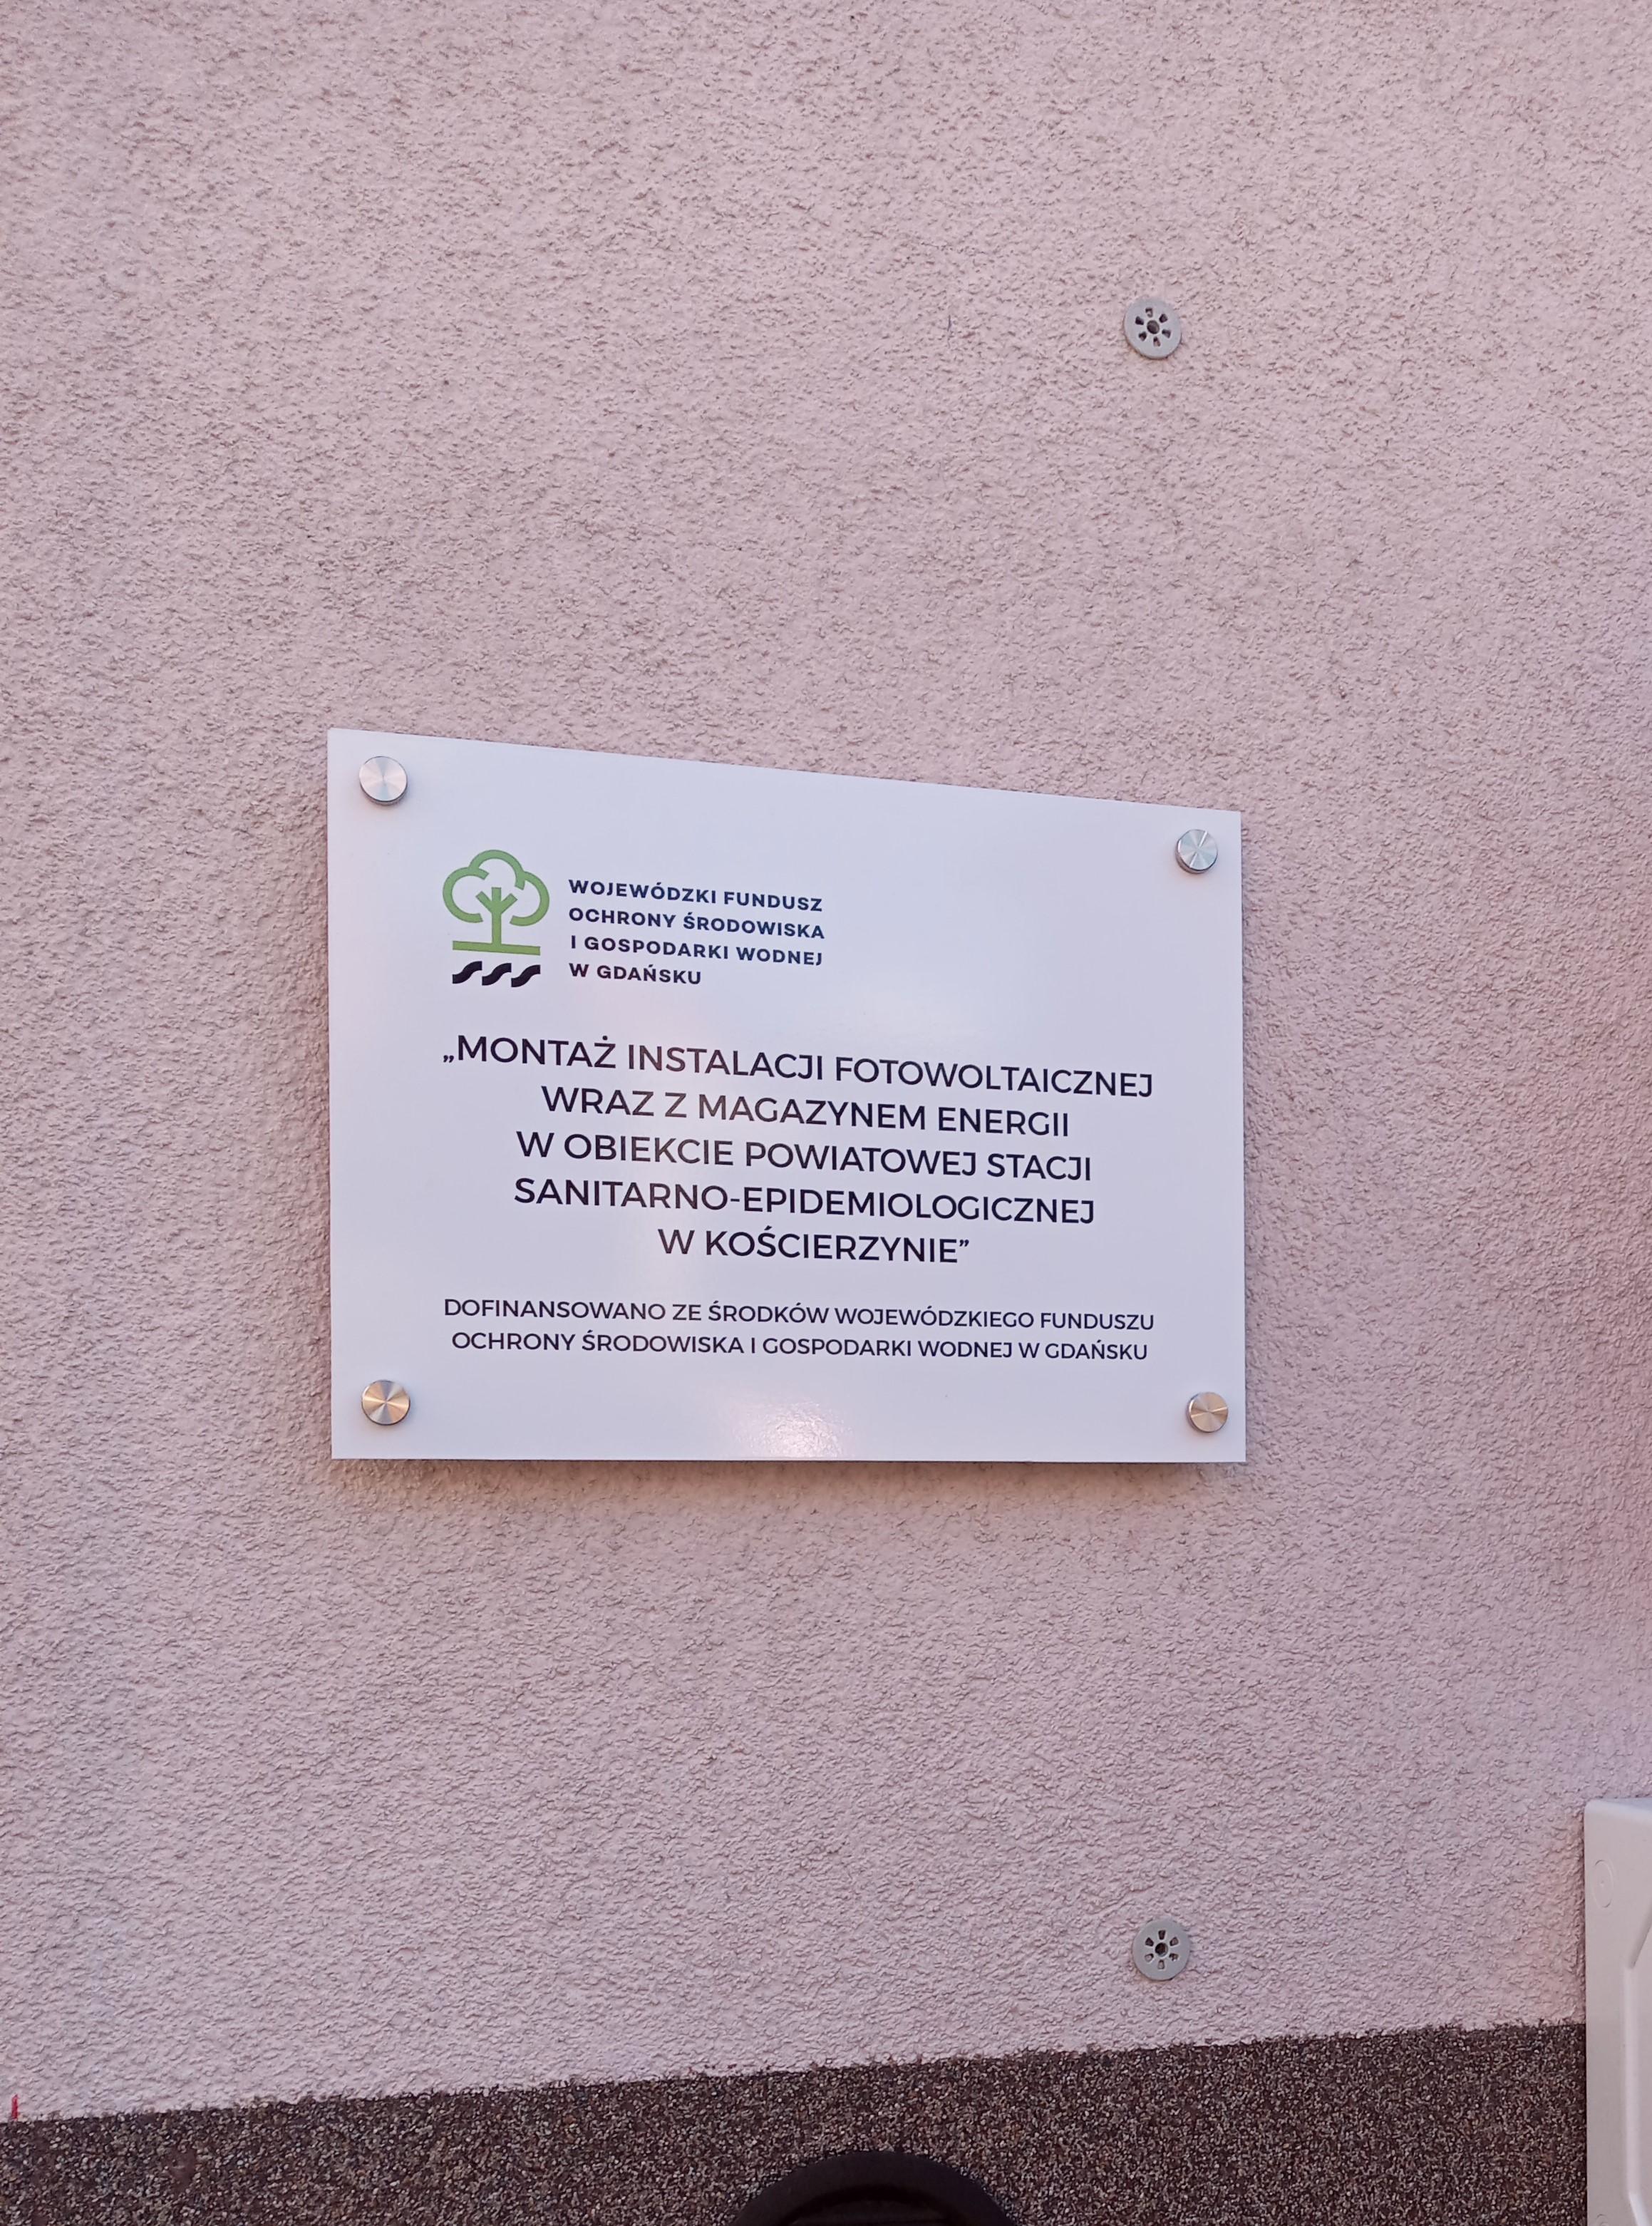 WOJEWÓDZKI FUNDUSZ
OCHRONY ŚRODOWISKA
I GOSPODARKI WODNEJ
W GDAŃSKU
„MONTAŻ INSTALACJI FOTOWOLTAICZNEJ
WRAZ Z MAGAZYNEM ENERGII
W OBIEKCIE POWIATOWEJ STACJI
SANITARNO-EPIDEMIOLOGICZNEJ
W KOŚCIERZYNIE”
DOFINANSOWANO ZE ŚRODKÓW WOJEWÓDZKIEGO FUNDUSZU
OCHRONY ŚRODOWISKA I GOSPODARKI WODNEJ W GDAŃSKU